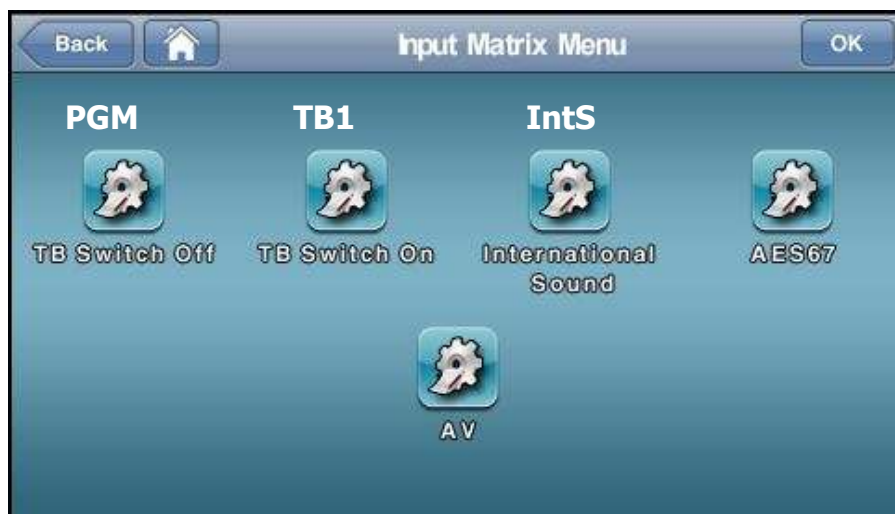 Back
Input Matrix Menu
OK
PGM
TB1
IntS
TB Switch Off
TB Switch On
International
Sound
AES67
AV